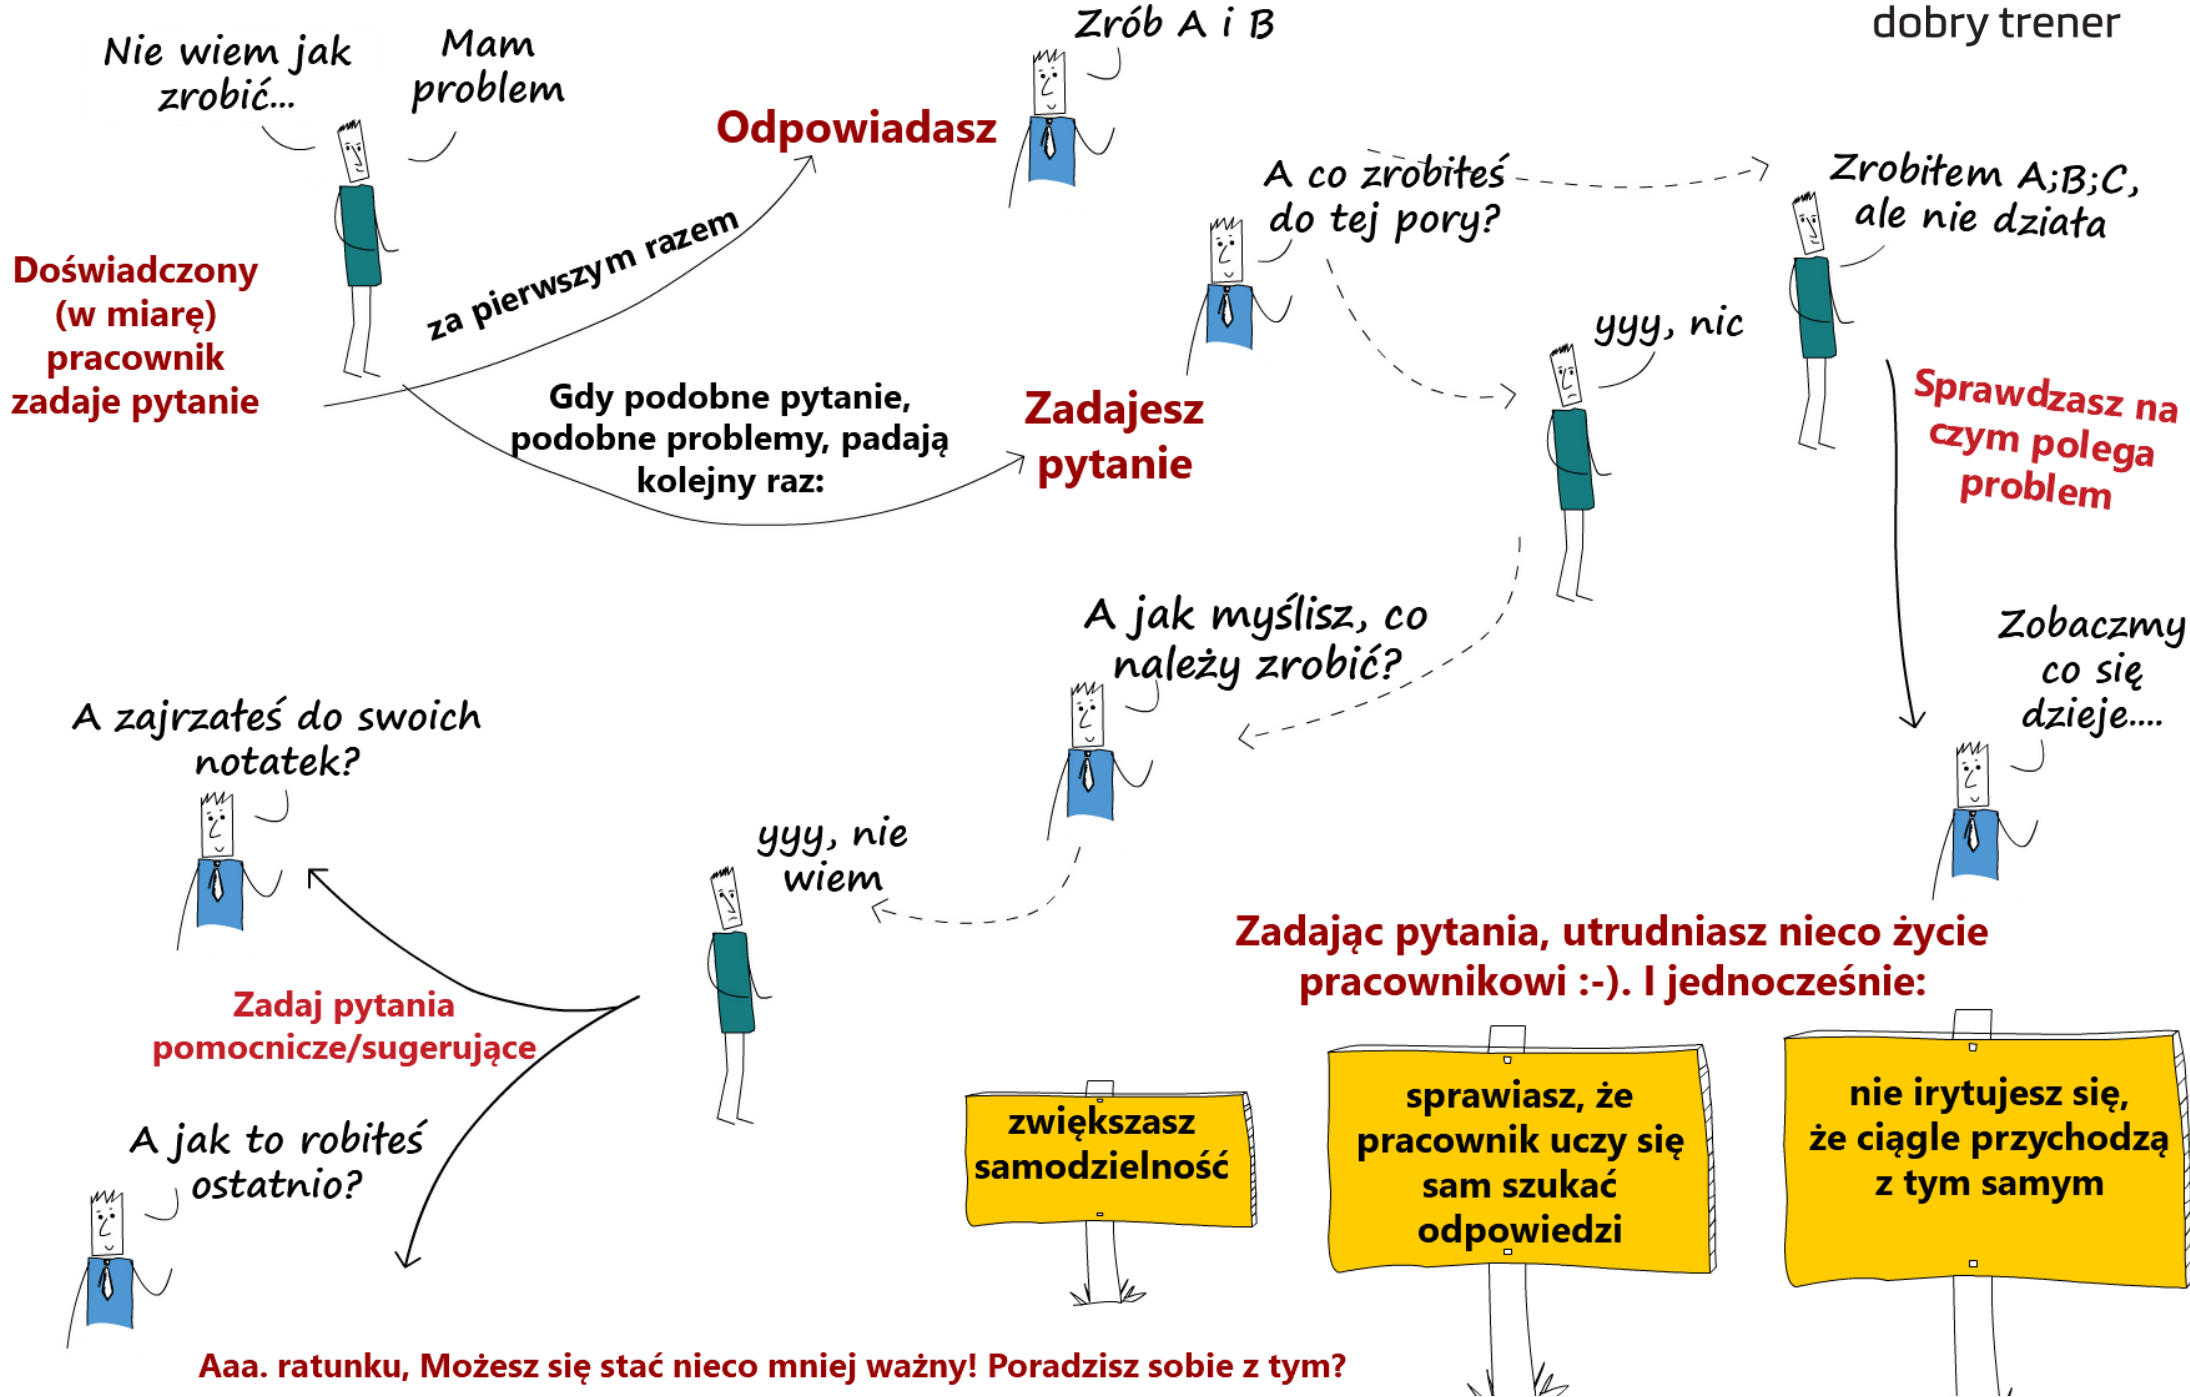 dobry trener
Nie wiem jak
zrobić...
Mam
problem
Doświadczony
(w miarę)
pracownik
zadaje pytanie
za pierwszym razem
Odpowiadasz
Zrób A i B
Gdy podobne pytanie,
podobne problemy, padają
kolejny raz:
Zadajesz
pytanie
A co zrobiłeś
do tej pory?
Zrobiłem A;B;C,
ale nie działa
yyy, nic
Sprawdzasz na
czym polega
problem
Zobaczmy
co się
dzieje....
A jak myślisz, co
należy zrobić?
yyy, nie
wiem
A zajrzałeś do swoich
notatek?
Zadaj pytania
pomocnicze/sugerujące
A jak to robiłeś
ostatnio?
Zadając pytania, utrudniasz nieco życie
pracownikowi :-). I jednocześnie:
zwiększasz
samodzielność
sprawiasz, że
pracownik uczy się
sam szukać
odpowiedzi
nie irytujesz się,
że ciągle przychodzą
z tym samym
Aaa. ratunku, Możesz się stać nieco mniej ważny! Poradzisz sobie z tym?